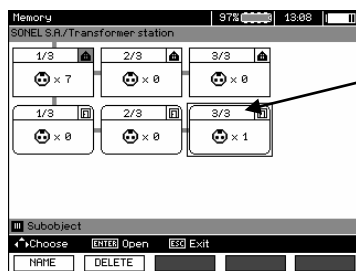 Memory 97% 13:08
SONEL S.A./Transformer station
1/3 2/3 3/3
× 7 × 0 × 0
1/3 2/3 3/3
× 0 × 0 × 1
Subobject
Choose ENTER Open ESC Exit
NAME DELETE